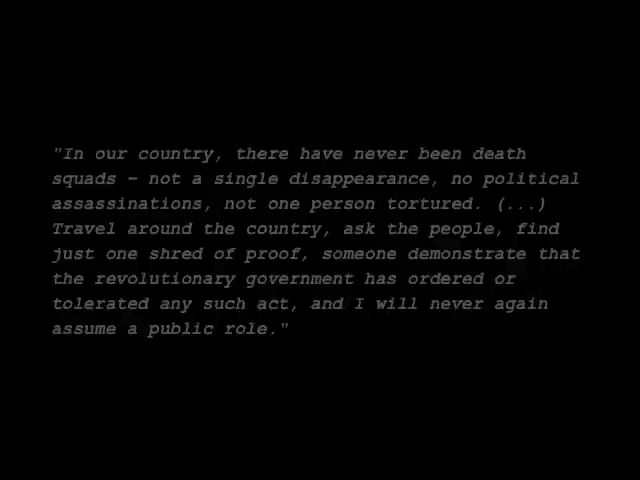 "In our country, there have never been death
squads - not a single disappearance, no political
assassinations, not one person tortured. (...)
Travel around the country, ask the people, find
just one shred of proof, someone demonstrate that
the revolutionary government has ordered or
tolerated any such act, and I will never again
assume a public role."